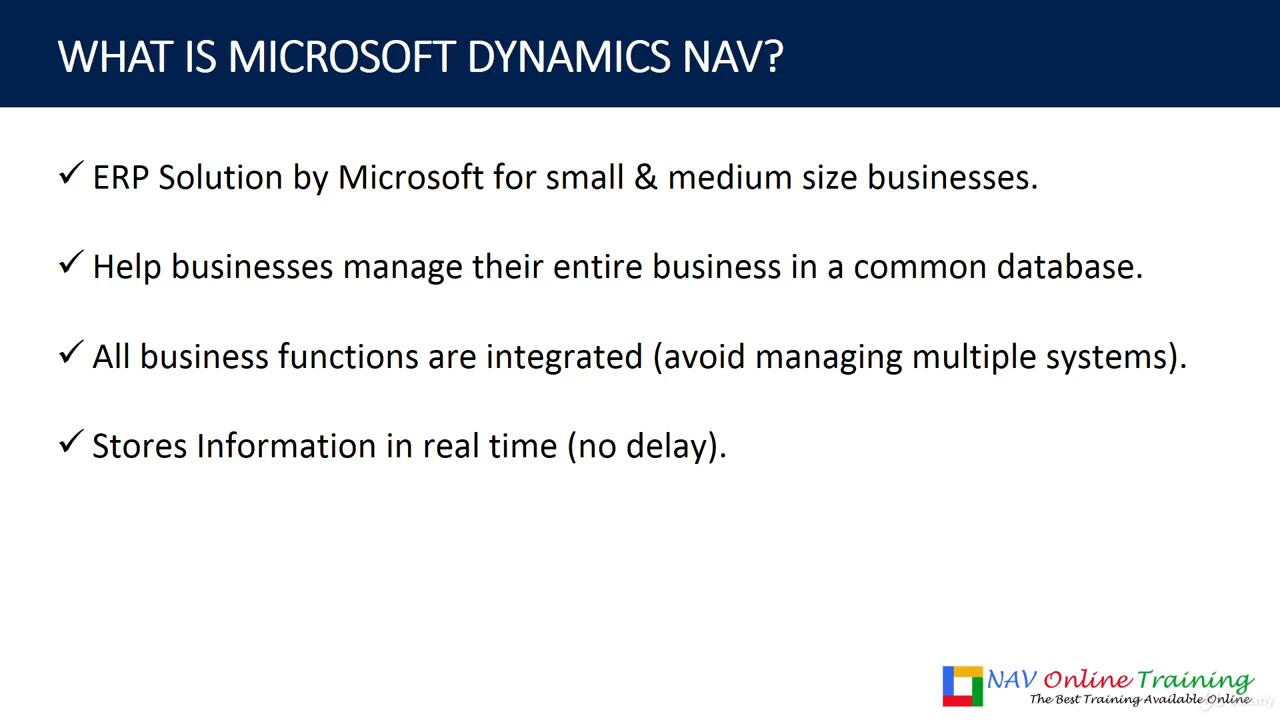 WHAT IS MICROSOFT DYNAMICS NAV?
✓ ERP Solution by Microsoft for small & medium size businesses.
✓ Help businesses manage their entire business in a common database.
✓ All business functions are integrated (avoid managing multiple systems).
✓ Stores Information in real time (no delay).
NAV Online Training
The Best Training Available Online